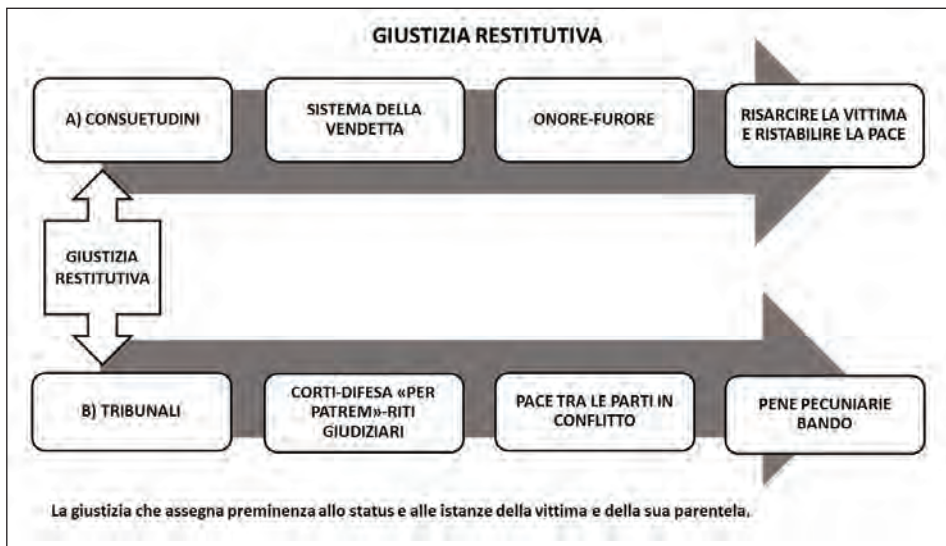 GIUSTIZIA RESTITUTIVA
A) CONSUETUDINI
SISTEMA DELLA
VENDETTA
ONORE-FURORE
RISARCIRE LA VITTIMA
E RISTABILIRE LA PACE
GIUSTIZIA
RESTITUTIVA
B) TRIBUNALI
CORTI-DIFESA «PER
PATREM»-RITI
GIUDIZIARI
PACE TRA LE PARTI IN
CONFLITTO
PENE PECUNIARIE
BANDO
La giustizia che assegna preminenza allo status e alle istanze della vittima e della sua parentela.